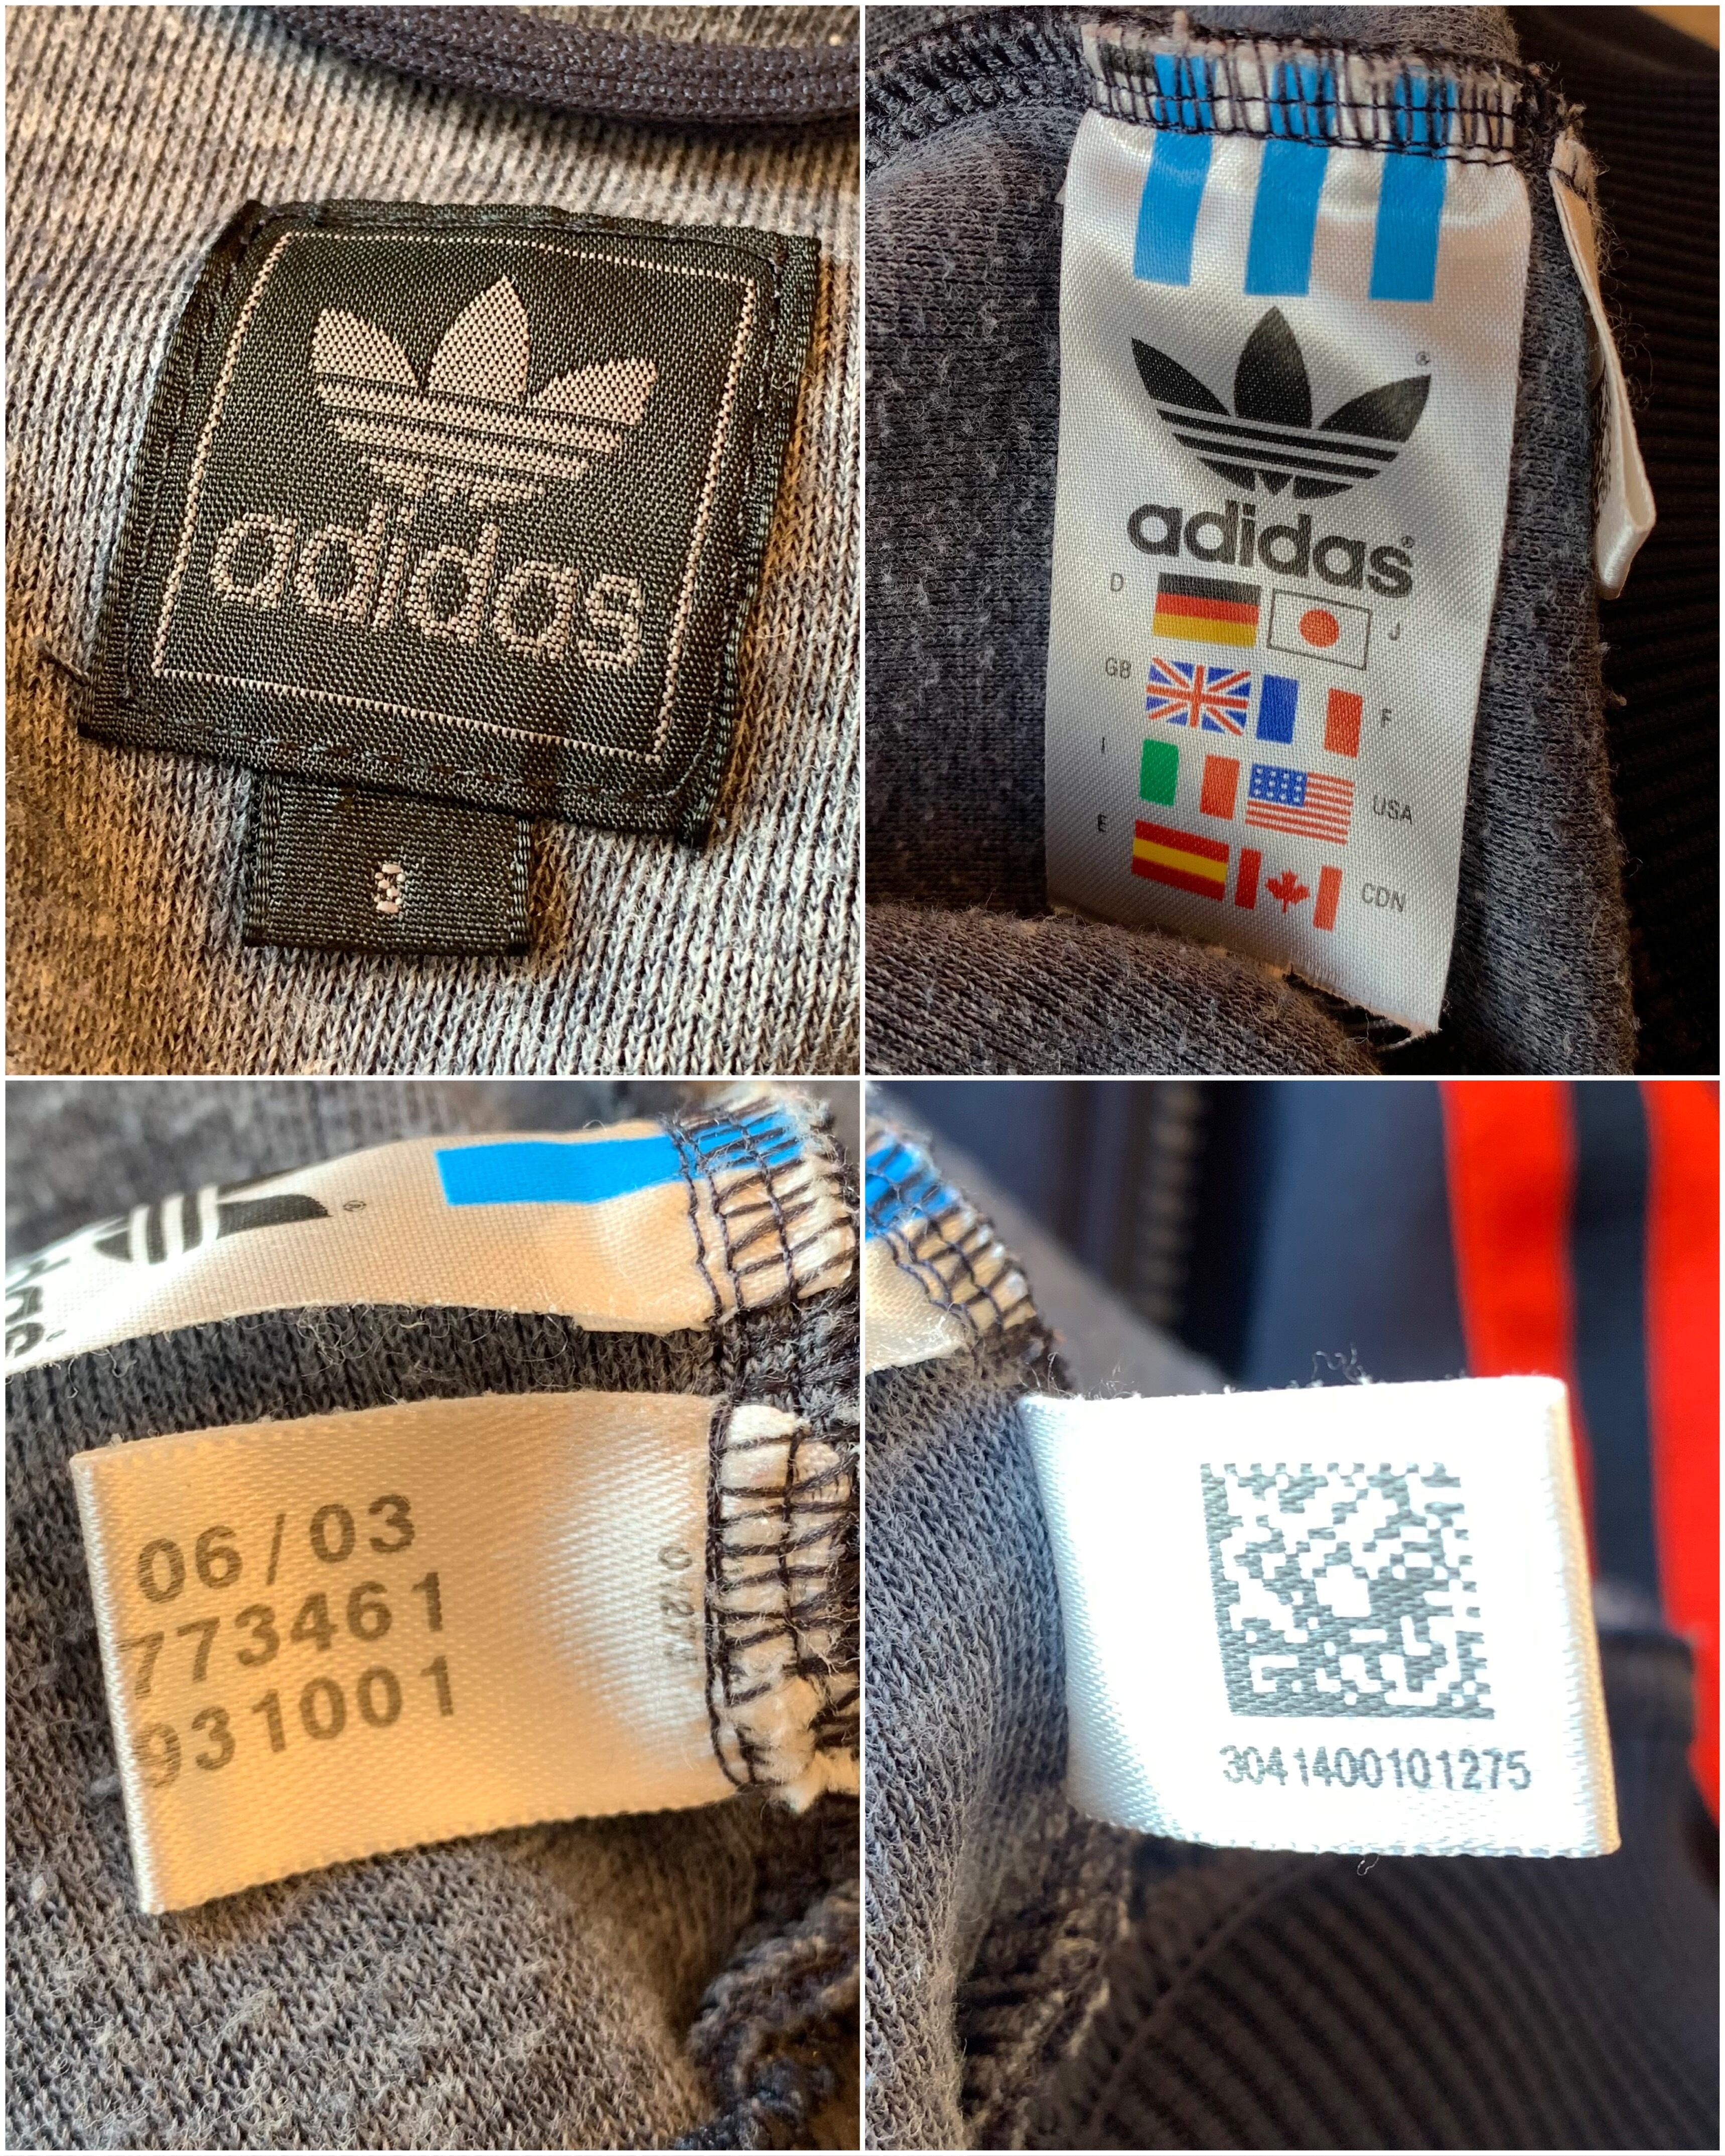 adidas
®
adidas®
D J
GB F
I USA
E CDN
®
06/03
773461
931001
3041400101275